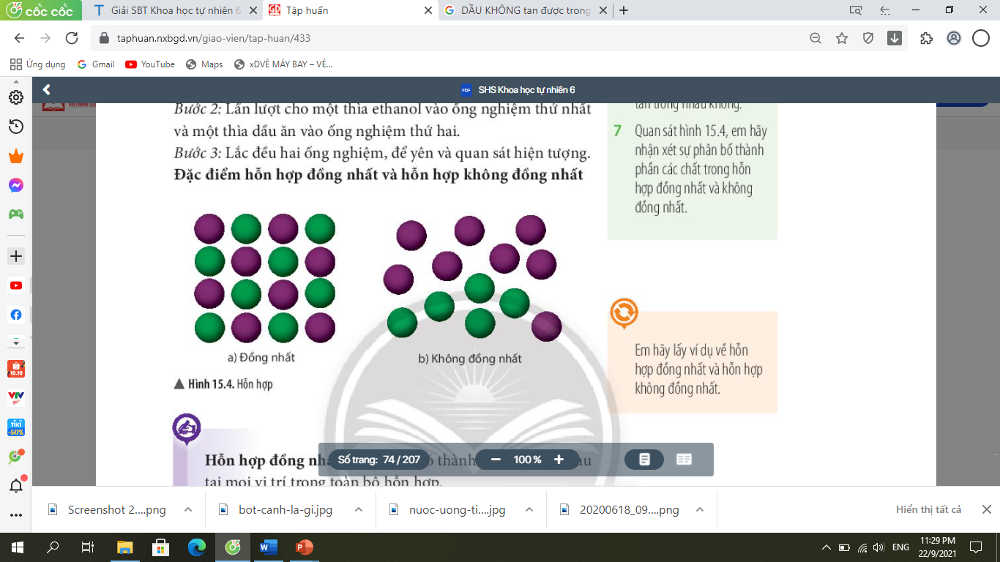 cốc cốc
Giải SBT Khoa học tự nhiên 6
Tập huấn
DẦU KHÔNG tan được trong
taphuan.nxbgd.vn/giao-vien/tap-huan/433
Ứng dụng
Gmail
YouTube
Maps
xDVÉ MÁY BAY – VÉ...
PDF
SHS Khoa học tự nhiên 6
Bước 2: Lần lượt cho một thìa ethanol vào ống nghiệm thứ nhất
và một thìa dầu ăn vào ống nghiệm thứ hai.
Bước 3: Lắc đều hai ống nghiệm, để yên và quan sát hiện tượng.
Đặc điểm hỗn hợp đồng nhất và hỗn hợp không đồng nhất
a) Đồng nhất
b) Không đồng nhất
Hình 15.4. Hỗn hợp
tan trong nhau không.
7 Quan sát hình 15.4, em hãy
nhận xét sự phân bố thành
phần các chất trong hỗn
hợp đồng nhất và không
đồng nhất.
Em hãy lấy ví dụ về hỗn
hợp đồng nhất và hỗn hợp
không đồng nhất.
Hỗn hợp đồng thành
tại mọi vị trí trong toàn bộ hỗn hợp.
Số trang: 74 / 207
100 %
10.10
VTV
go
TIKI
-50%
Screenshot 2....png
bot-canh-la-gi.jpg
nuoc-uong-ti....jpg
20200618_09....png
Hiển thị tất cả
ENG
11:29 PM
22/9/2021